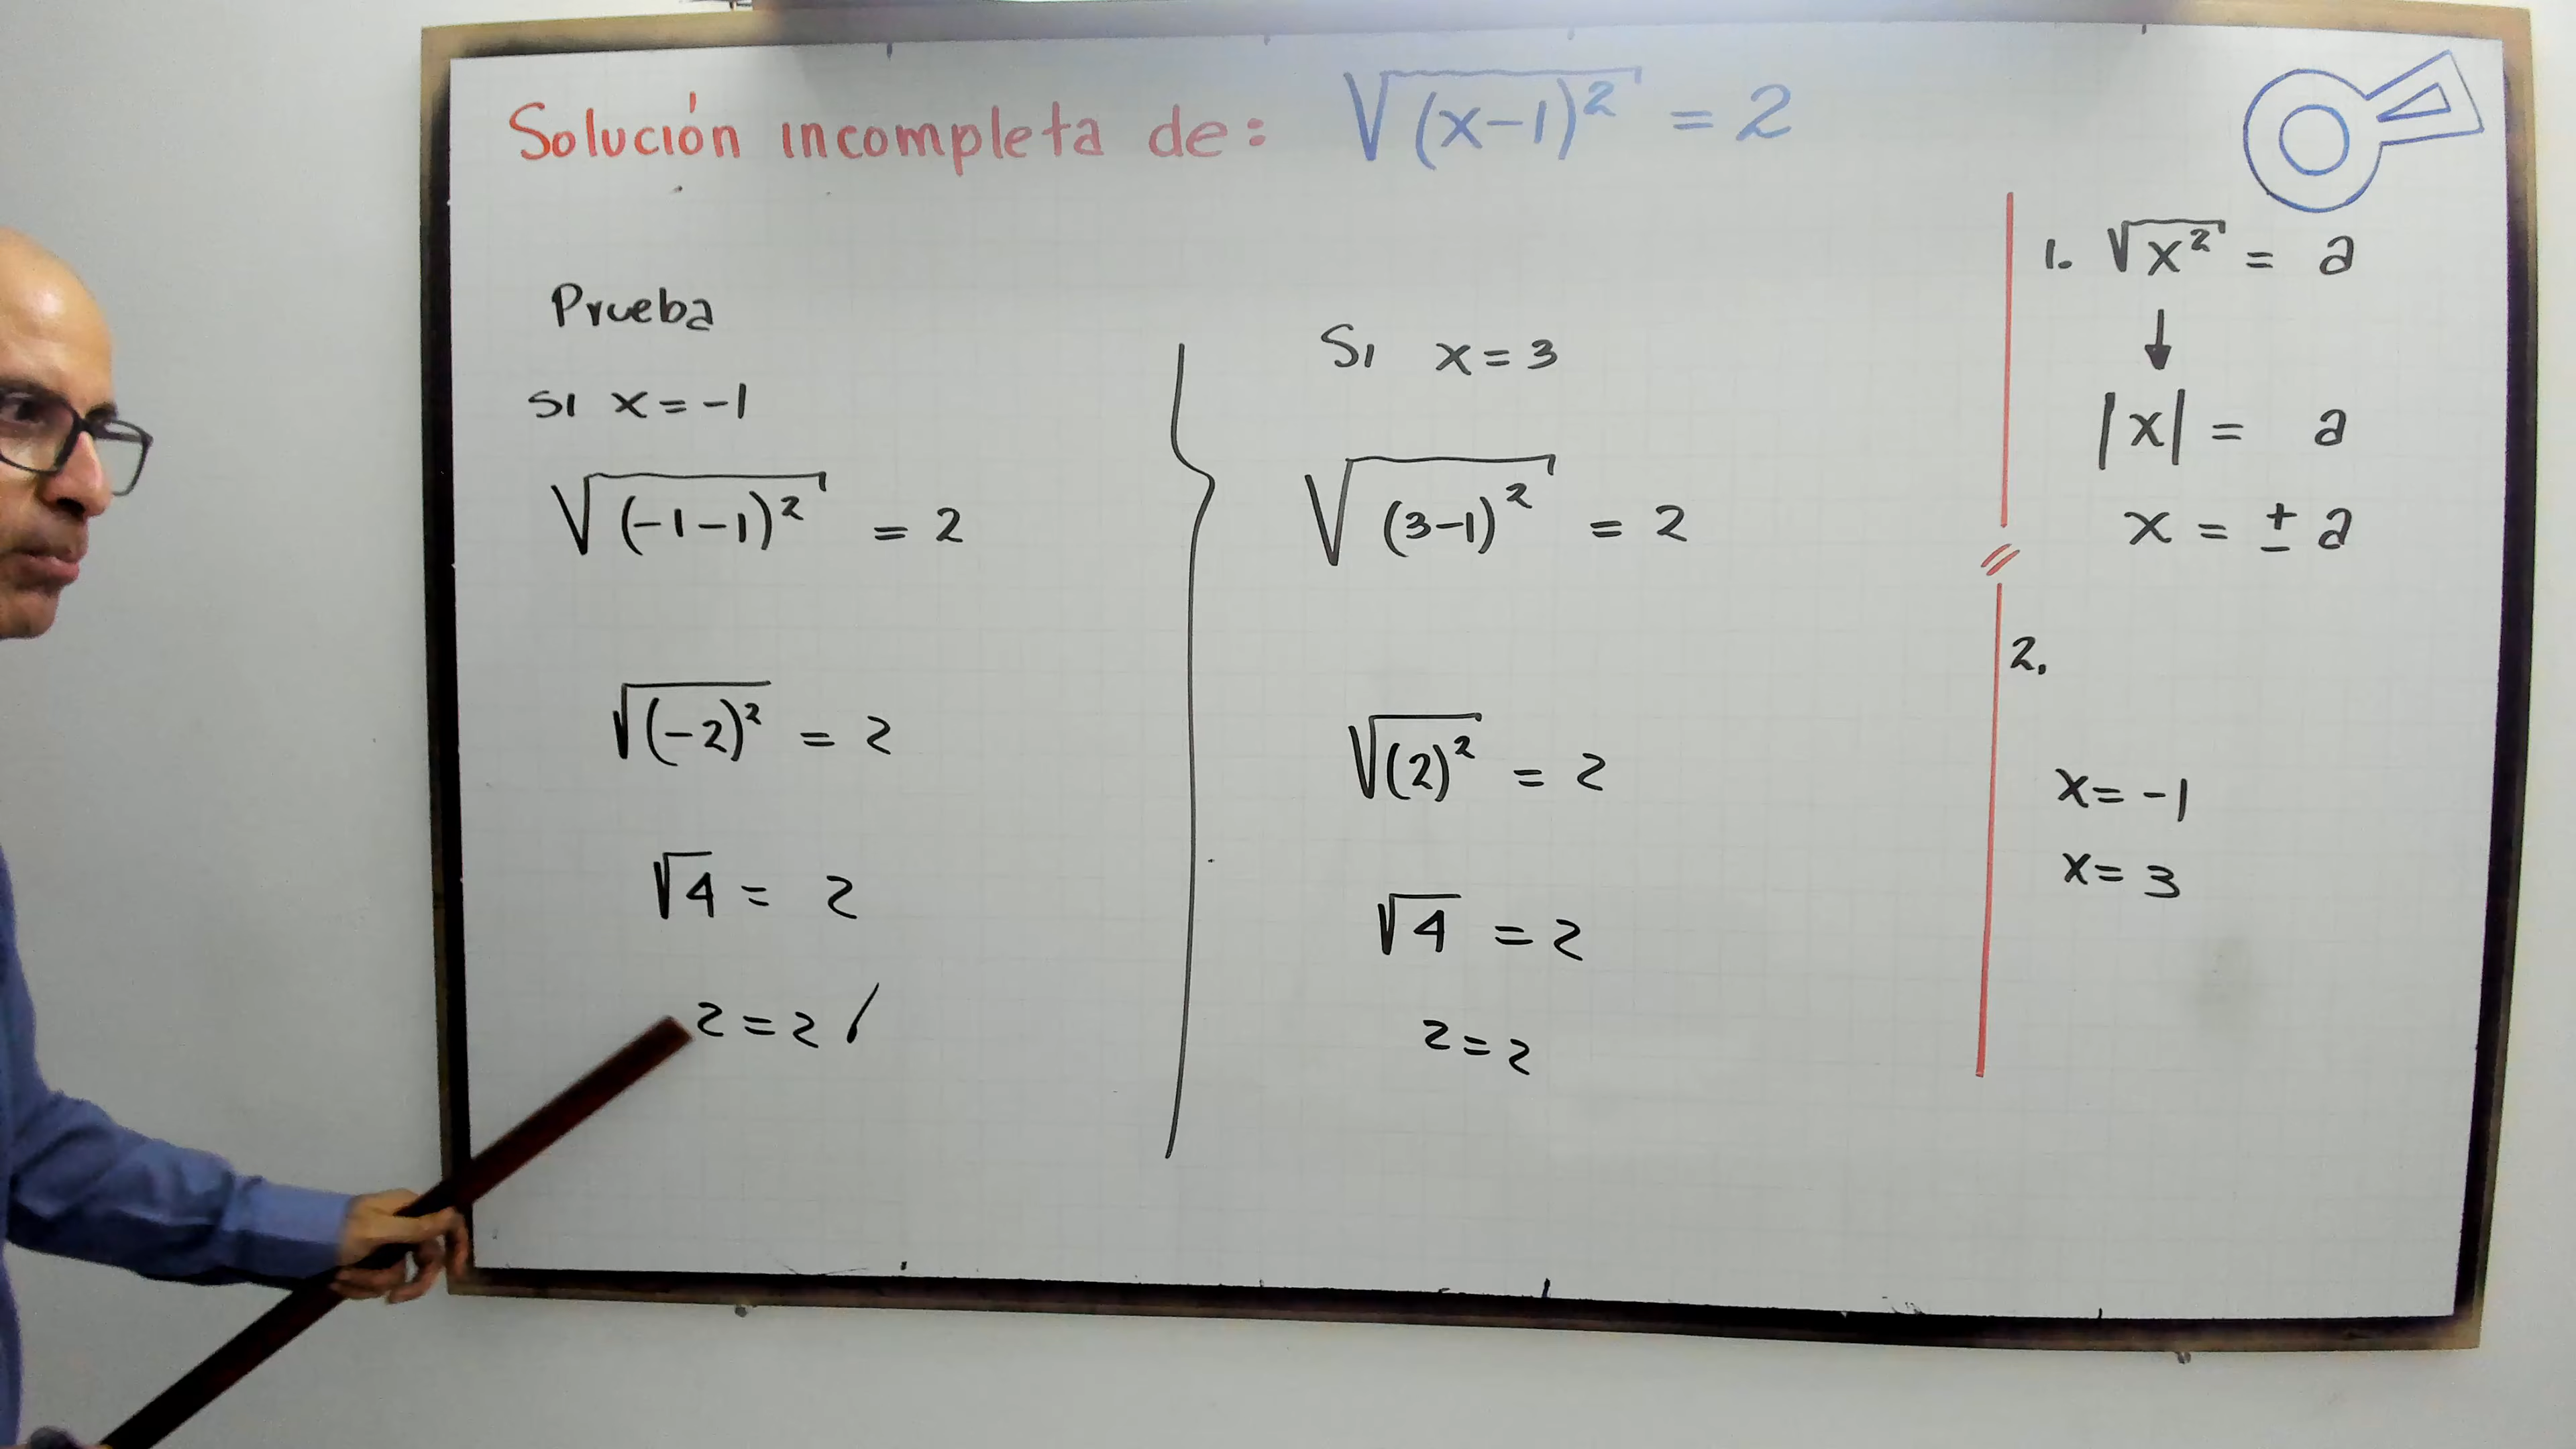 Solución incompleta de: √(x-1)² = 2
Prueba
si x = -1
√(-1-1)² = 2
√(-2)² = 2
√4 = 2
2 = 2
Si x = 3
√(3-1)² = 2
√(2)² = 2
√4 = 2
2 = 2
1. √x² = a
↓
|x| = a
x = ± a
2.
x = -1
x = 3